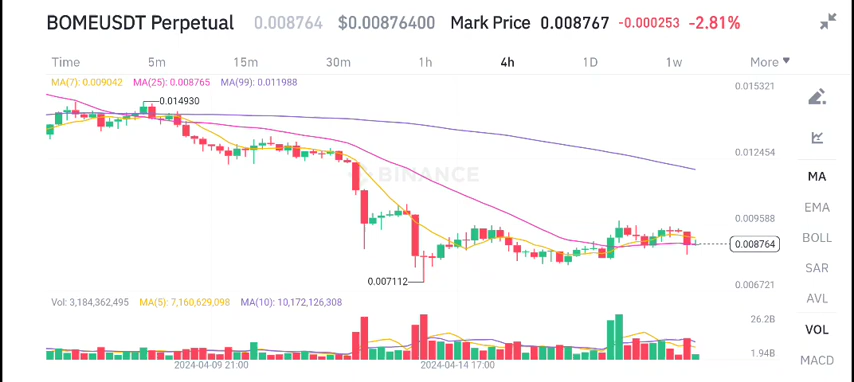 BOMEUSDT Perpetual 0.008764 $0.00876400 Mark Price 0.008767 -0.000253 -2.81%
Time 5m 15m 30m 1h 4h 1D 1w More
MA(7): 0.009042 MA(25): 0.008765 MA(99): 0.011988
0.015321
0.014930
0.012454
BINANCE
MA
EMA
0.009588
BOLL
0.008764
SAR
0.007112
0.006721
AVL
Vol: 3,184,362,495 MA(5): 7,160,629,098 MA(10): 10,172,126,308
26.2B
VOL
1.94B
MACD
2024-04-09 21:00 2024-04-14 17:00